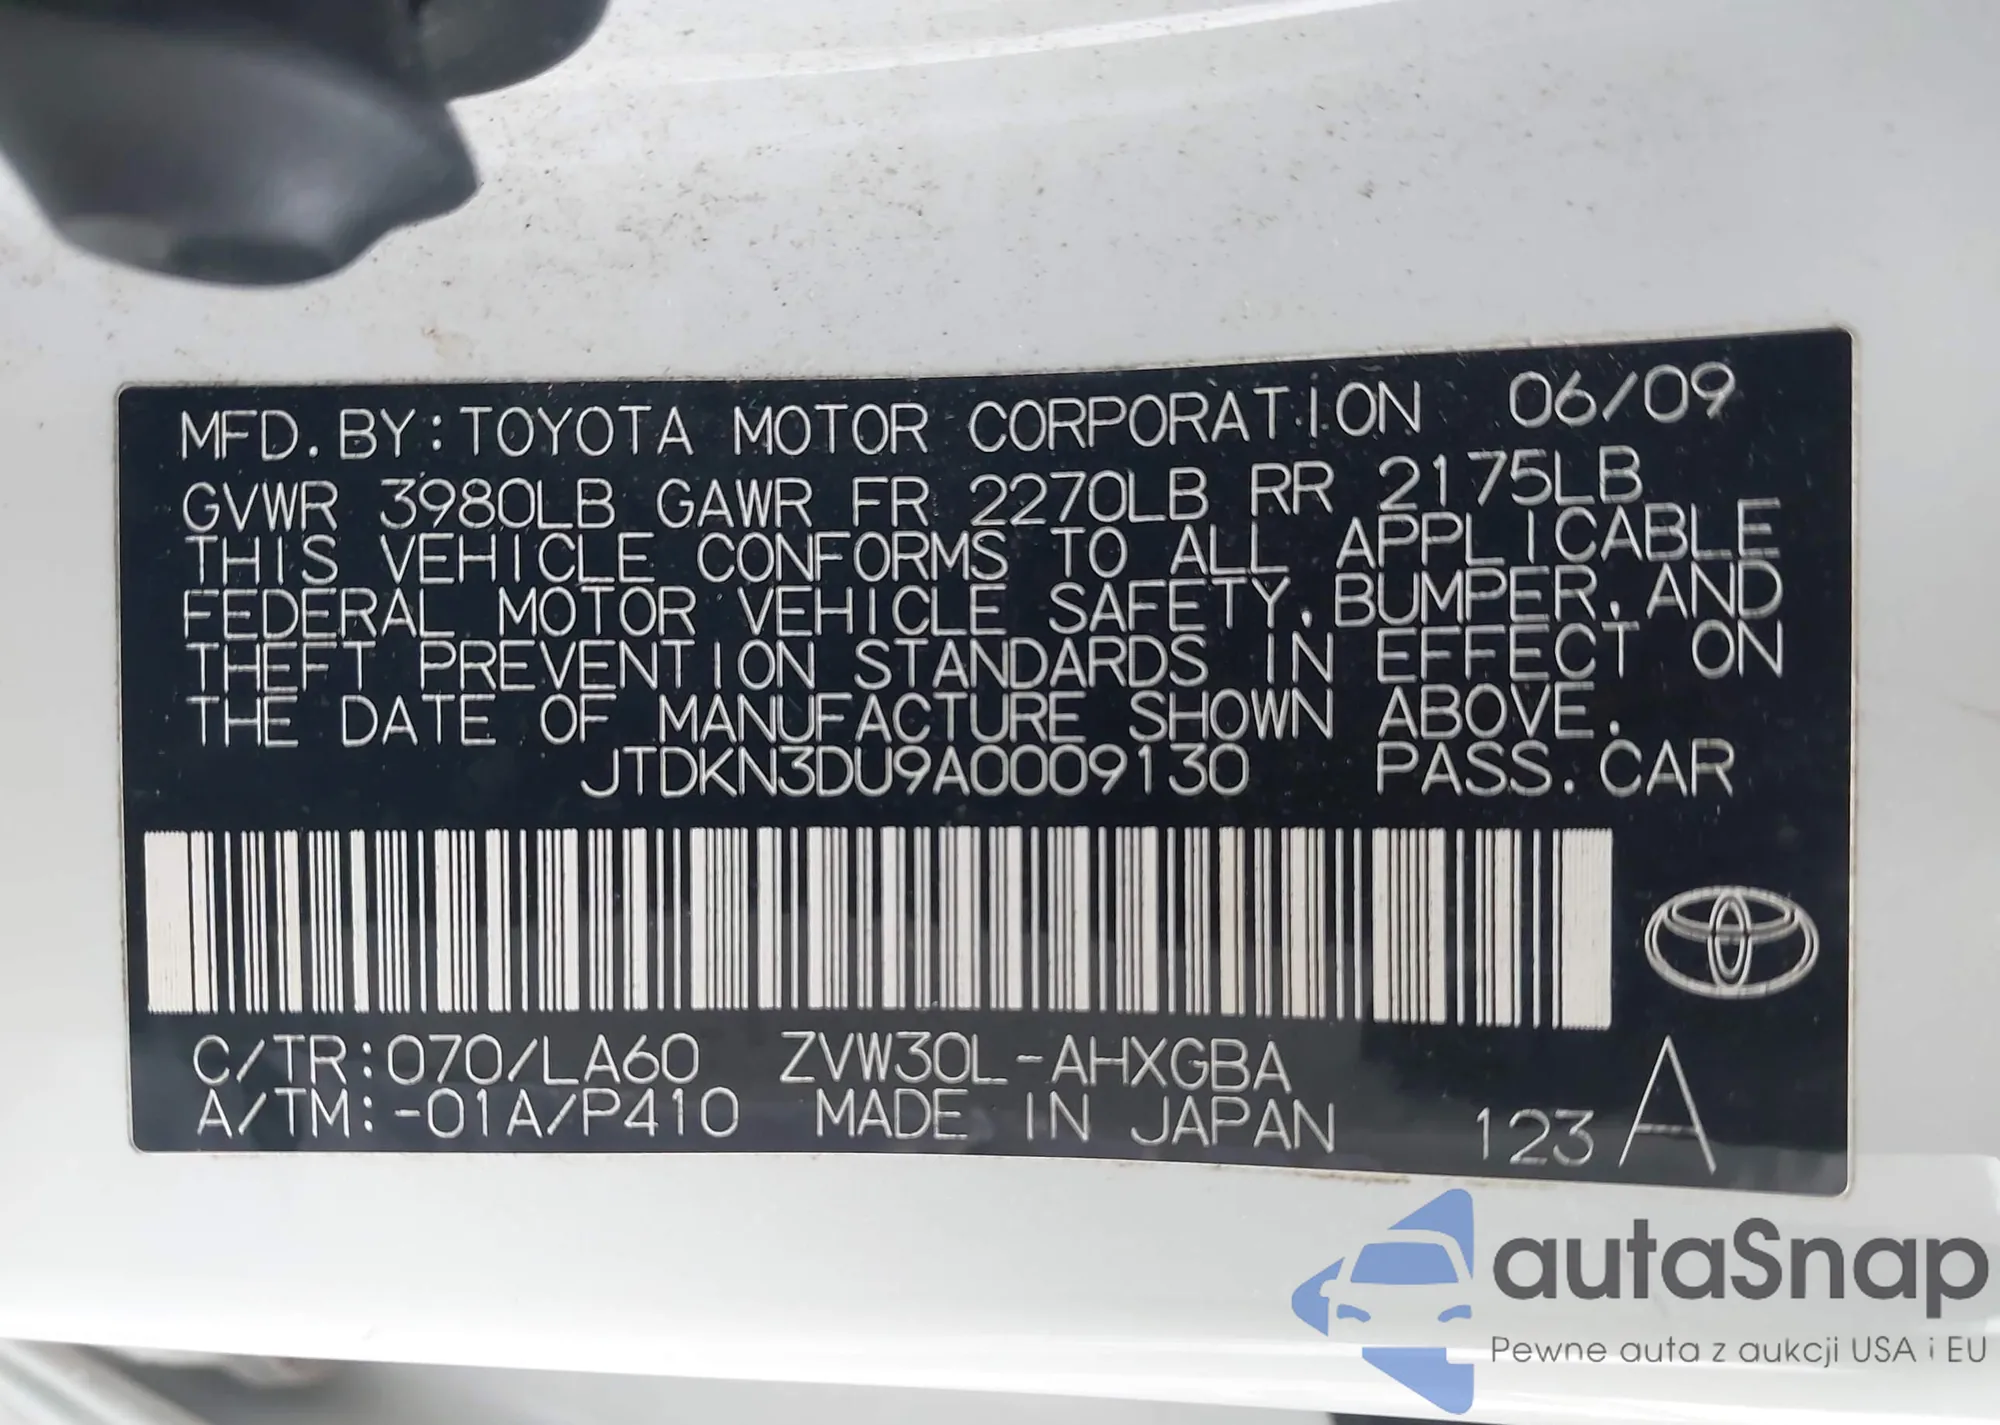 MFD. BY: TOYOTA MOTOR CORPORATION 06/09
GVWR 3980LB GAWR FR 2270LB RR 2175LB
THIS VEHICLE CONFORMS TO ALL APPLICABLE
FEDERAL MOTOR VEHICLE SAFETY, BUMPER, AND
THEFT PREVENTION STANDARDS IN EFFECT ON
THE DATE OF MANUFACTURE SHOWN ABOVE.
JTDKN3DU9A0009130 PASS. CAR
C/TR: 070/LA60 ZVW30L-AHXGBA
A/TM: -01A/P410 MADE IN JAPAN 123 A
autaSnap
Pewne auta z aukcji USA i EU